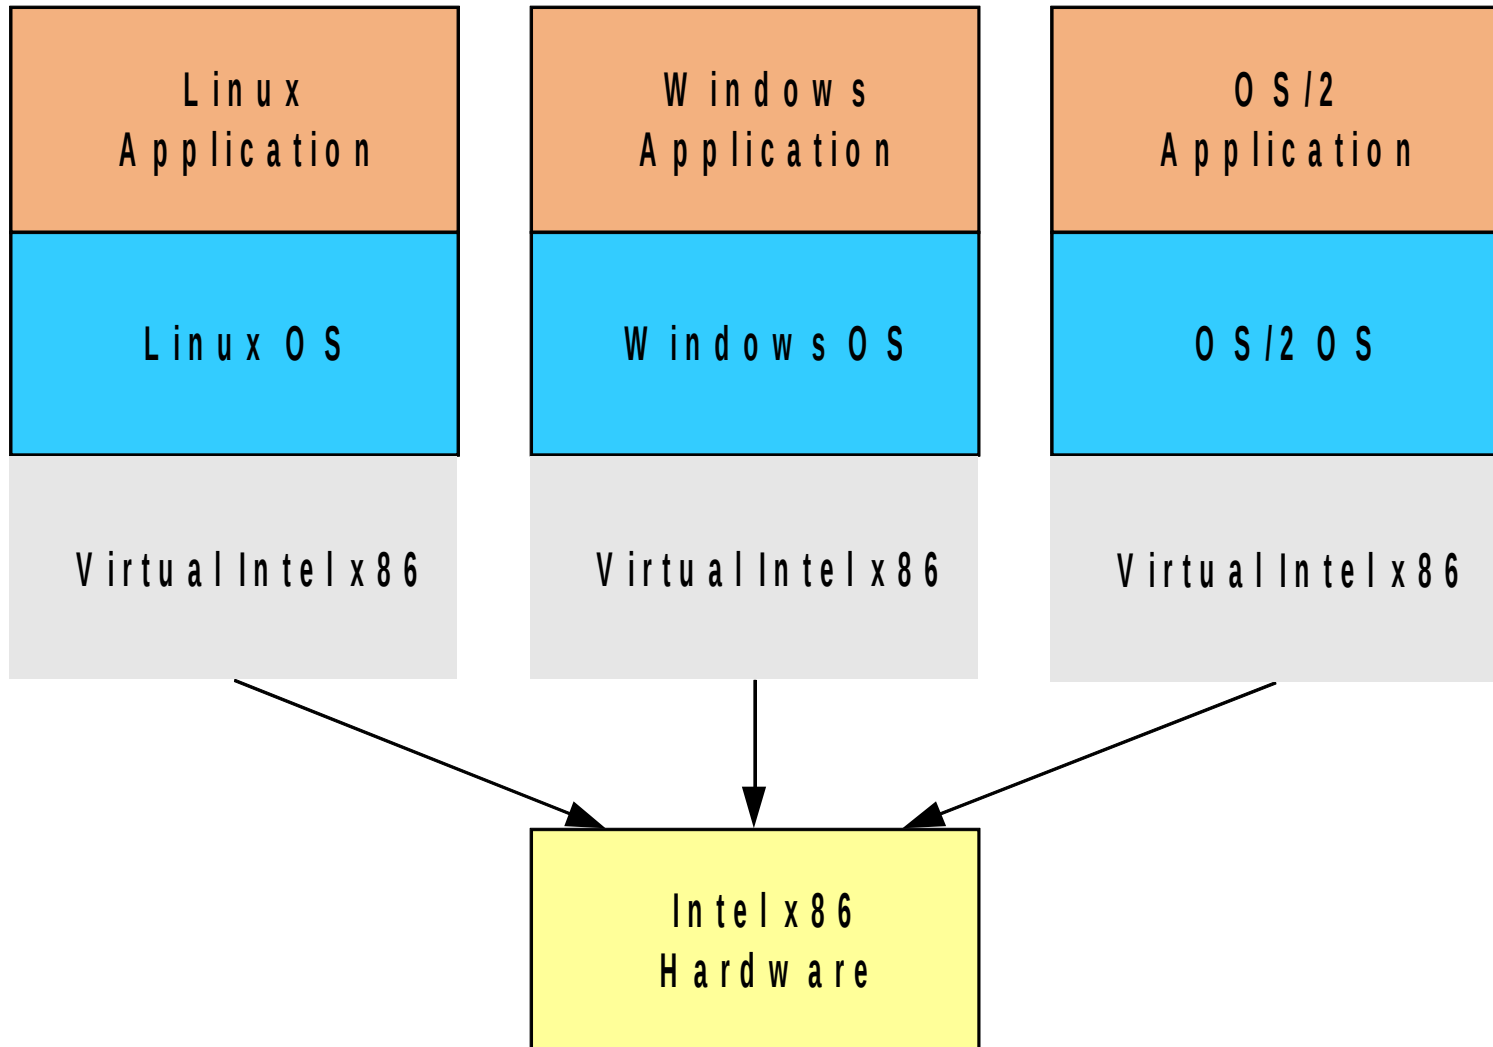 Linux
Application
Windows
Application
OS/2
Application
Linux OS
Windows OS
OS/2 OS
Virtual Intel x86
Virtual Intel x86
Virtual Intel x86
Intel x86
Hardware